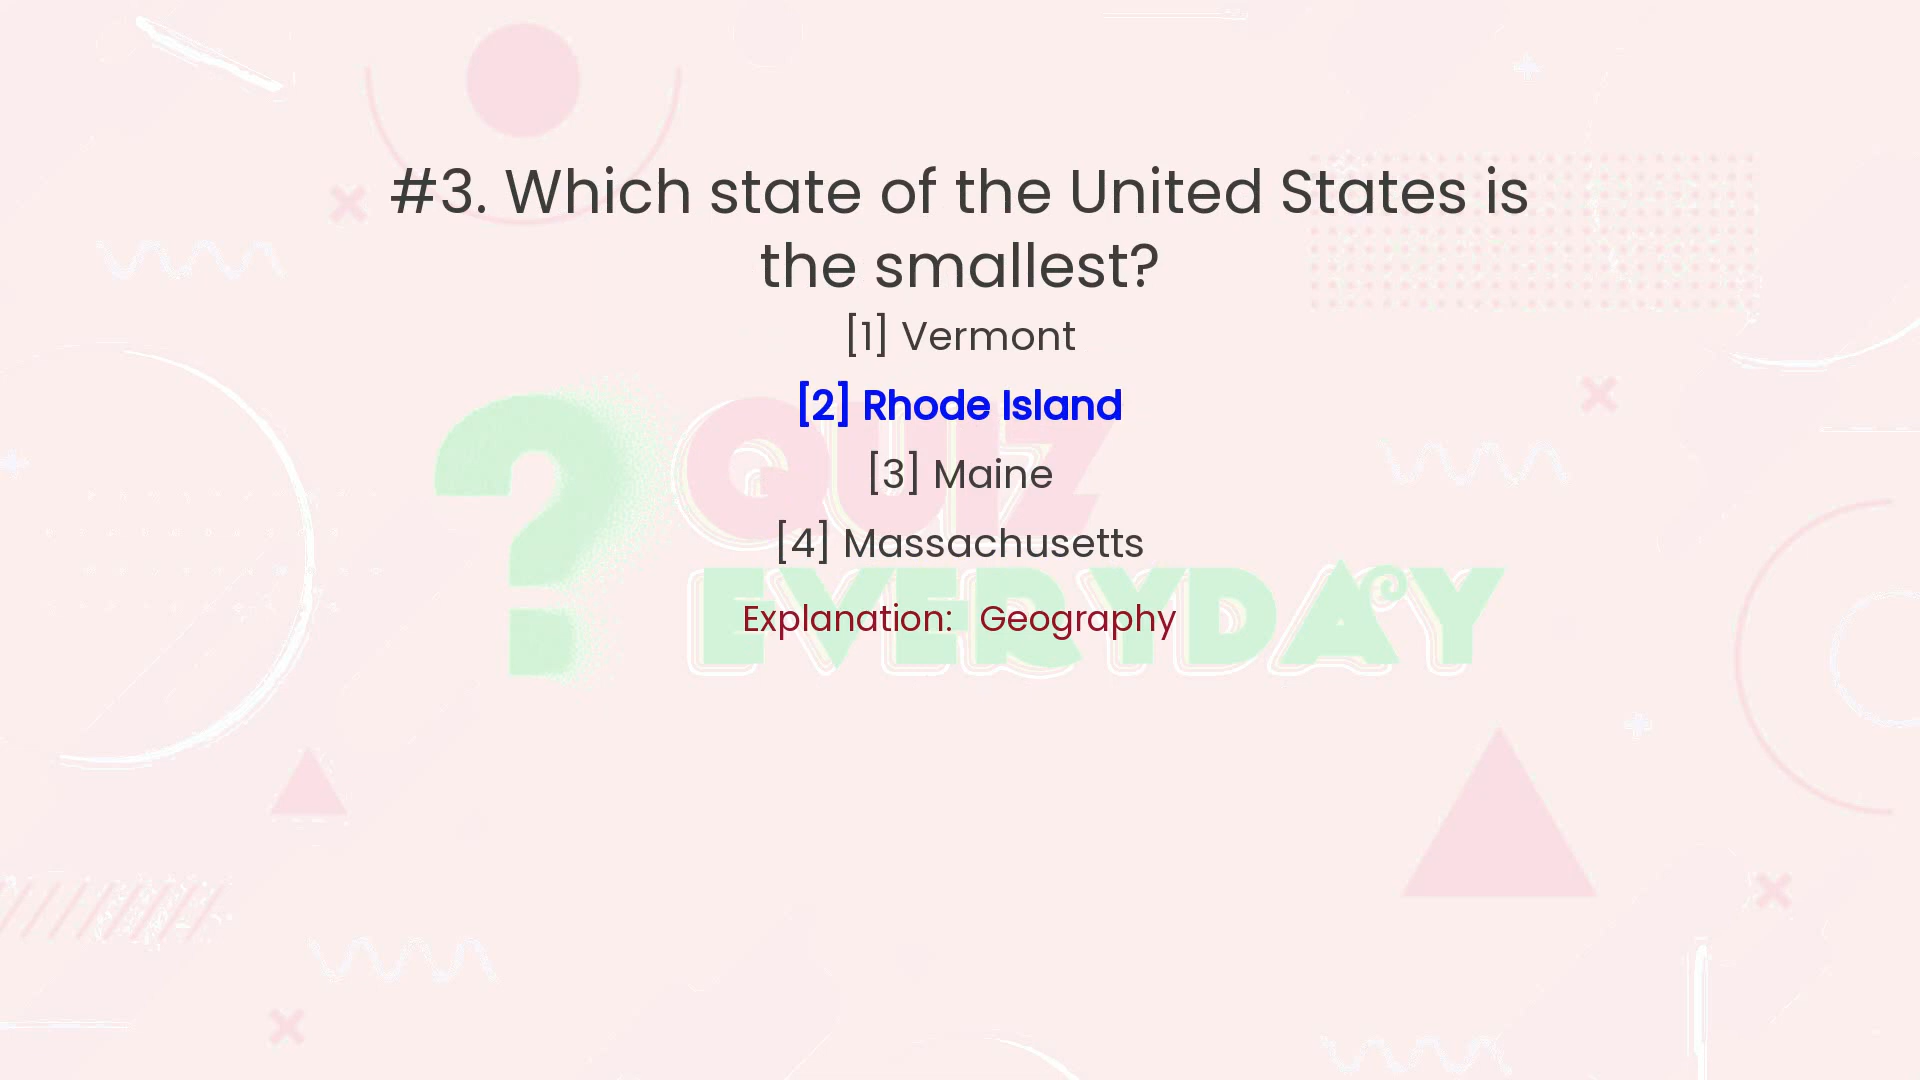 #3. Which state of the United States is
the smallest?
[1] Vermont
[2] Rhode Island
[3] Maine
[4] Massachusetts
Explanation: Geography
? QUIZ
EVERYDAY